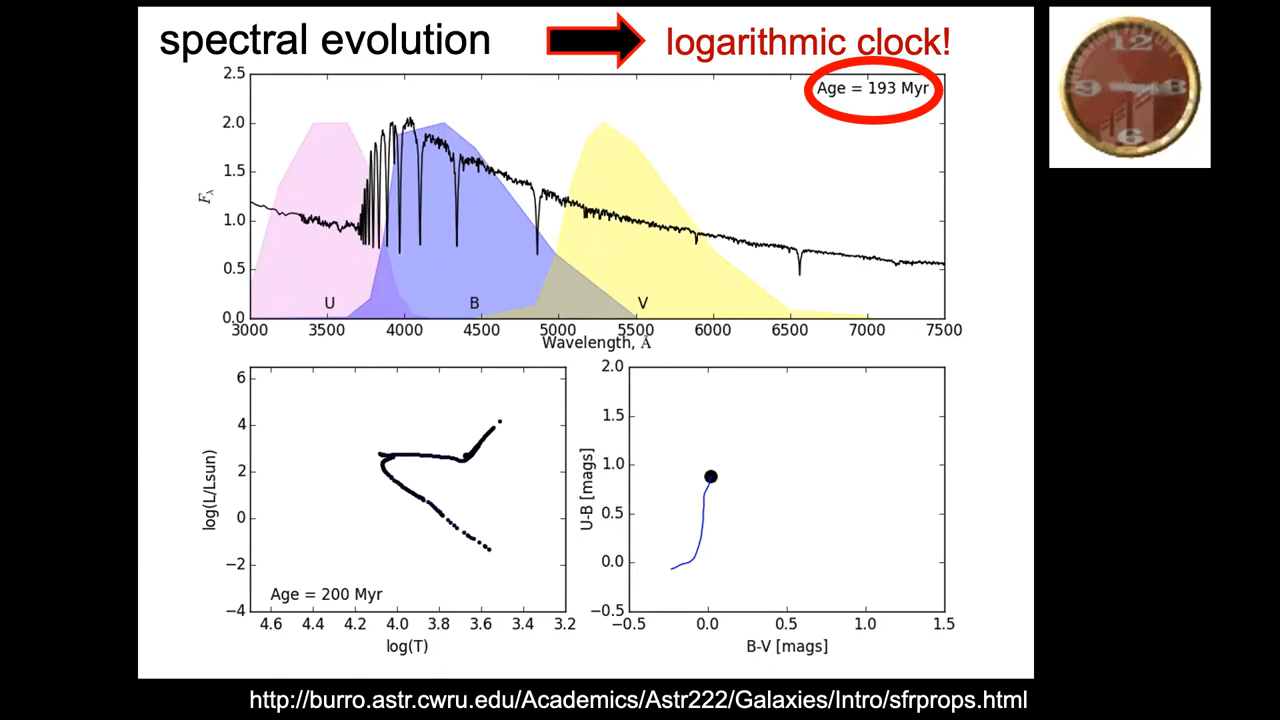 spectral evolution
logarithmic clock!
12
9
3
6
2.5
Age = 193 Myr
2.0
1.5
Fλ
1.0
0.5
U
B
V
0.0
3000 3500 4000 4500 5000 5500 6000 6500 7000 7500
Wavelength, Å
6
4
2
0
−2
−4
log(L/Lsun)
Age = 200 Myr
4.6 4.4 4.2 4.0 3.8 3.6 3.4 3.2
log(T)
2.0
1.5
1.0
0.5
0.0
−0.5
U-B [mags]
−0.5 0.0 0.5 1.0 1.5
B-V [mags]
http://burro.astr.cwru.edu/Academics/Astr222/Galaxies/Intro/sfrprops.html